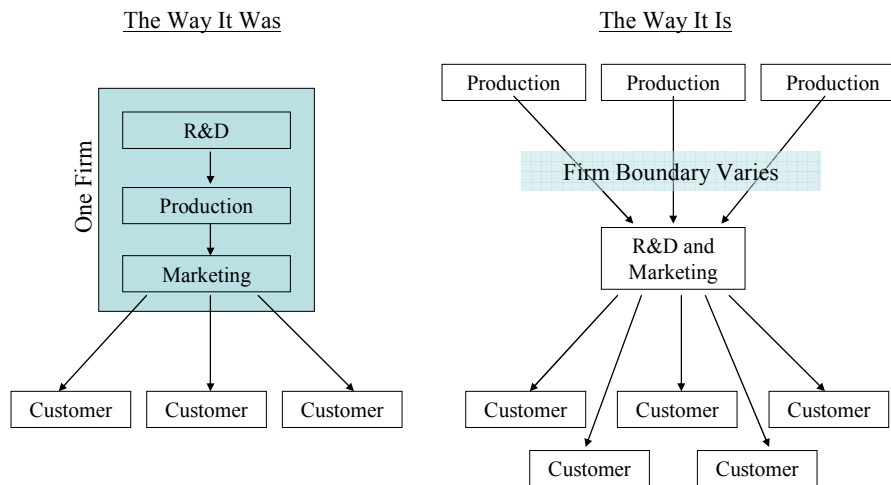 The Way It Was
One Firm
R&D
Production
Marketing
Customer
Customer
Customer
The Way It Is
Production
Production
Production
Firm Boundary Varies
R&D and
Marketing
Customer
Customer
Customer
Customer
Customer